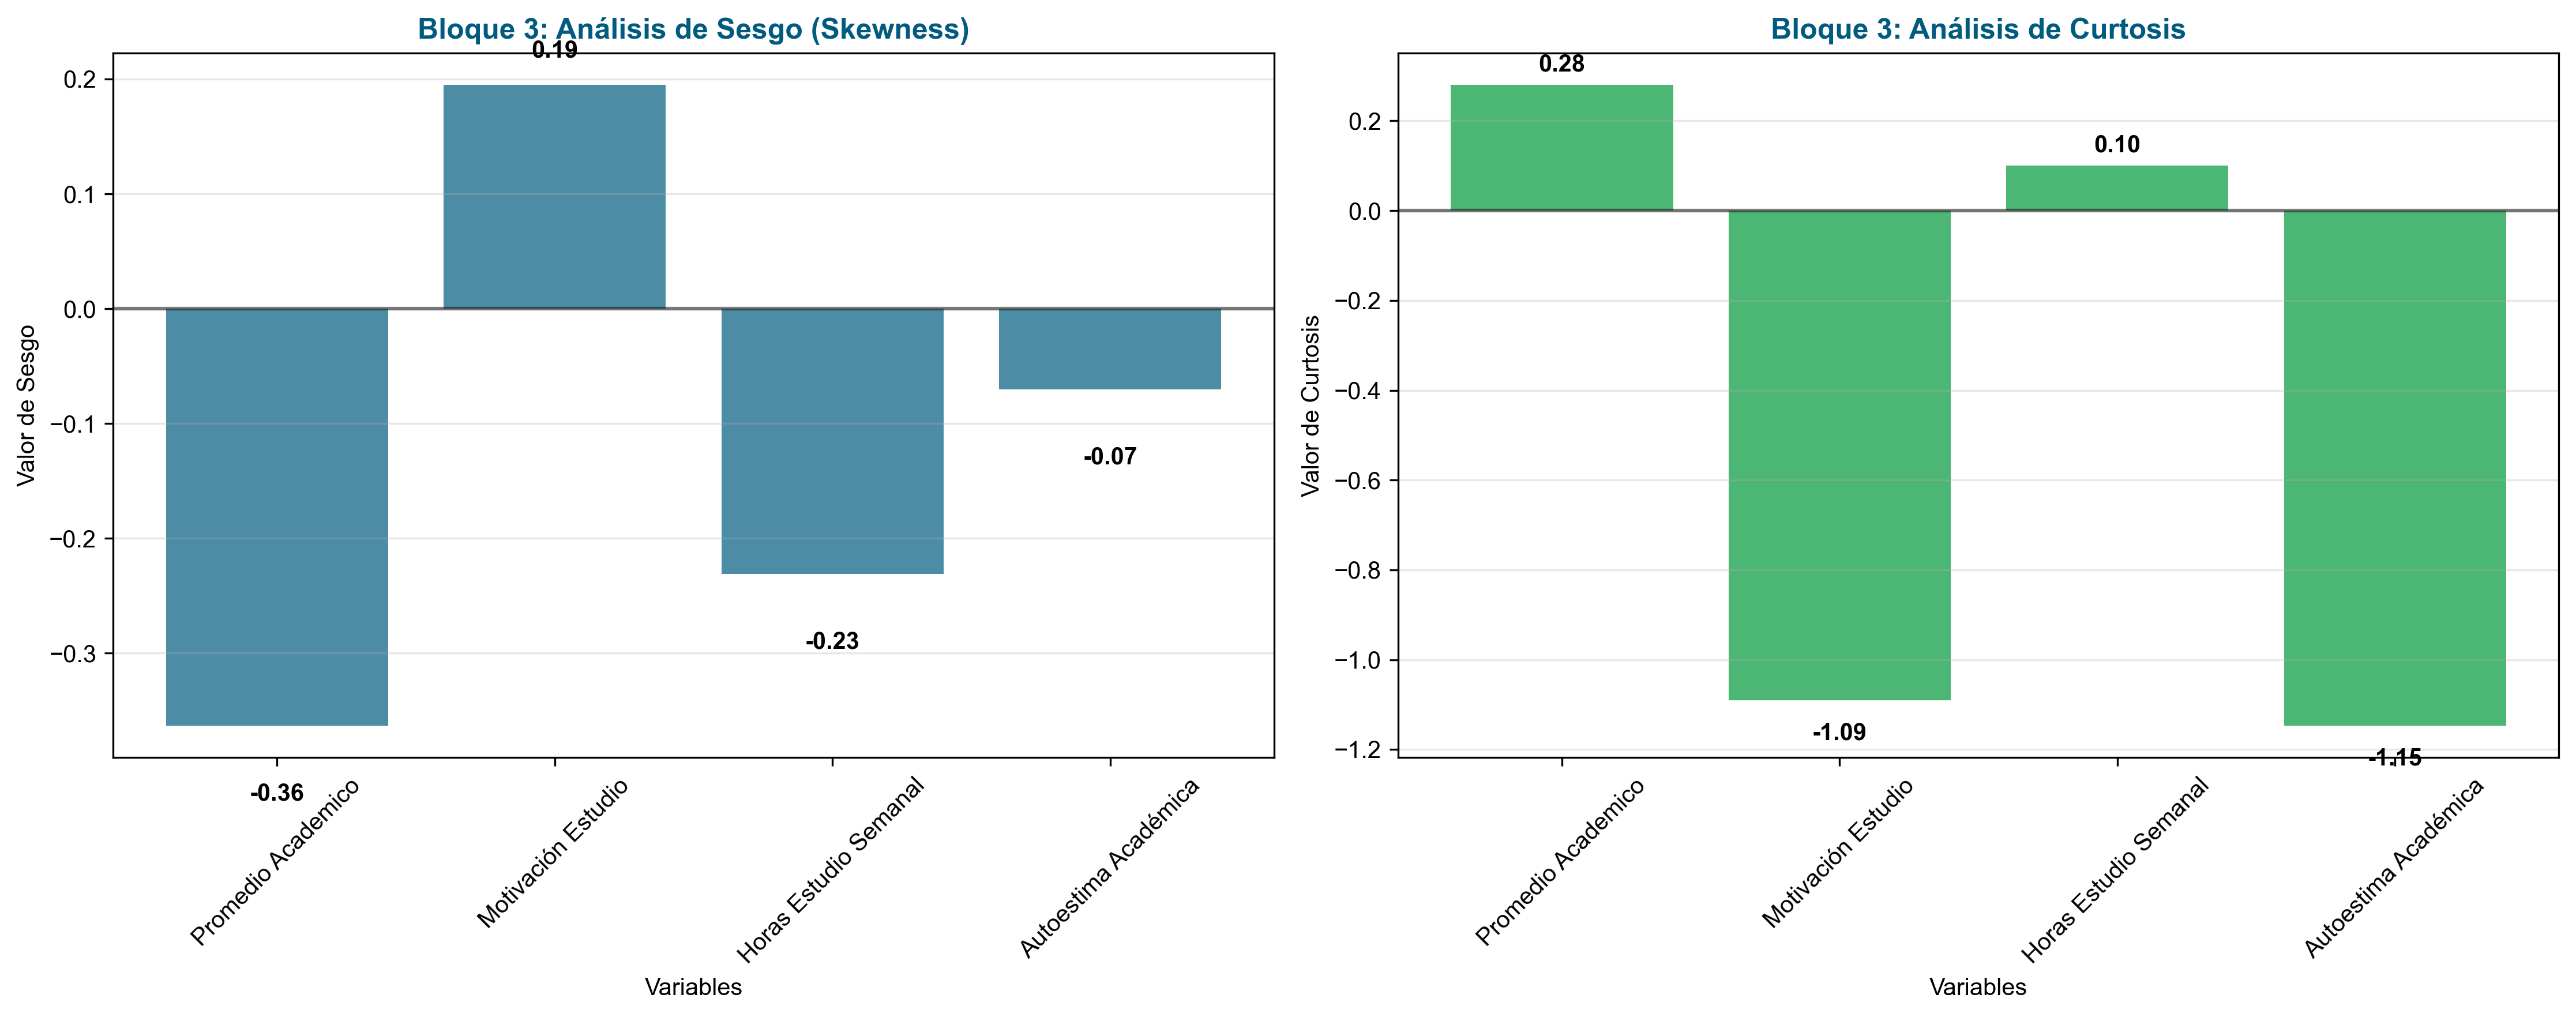 Bloque 3: Análisis de Sesgo (Skewness)
0.19
0.2
0.1
0.0
−0.1
−0.2
−0.3
Valor de Sesgo
-0.07
-0.23
-0.36
Promedio Academico
Motivación Estudio
Horas Estudio Semanal
Autoestima Académica
Variables
Bloque 3: Análisis de Curtosis
0.28
0.10
0.2
0.0
−0.2
−0.4
−0.6
−0.8
−1.0
−1.2
Valor de Curtosis
-1.09
-1.15
Promedio Academico
Motivación Estudio
Horas Estudio Semanal
Autoestima Académica
Variables